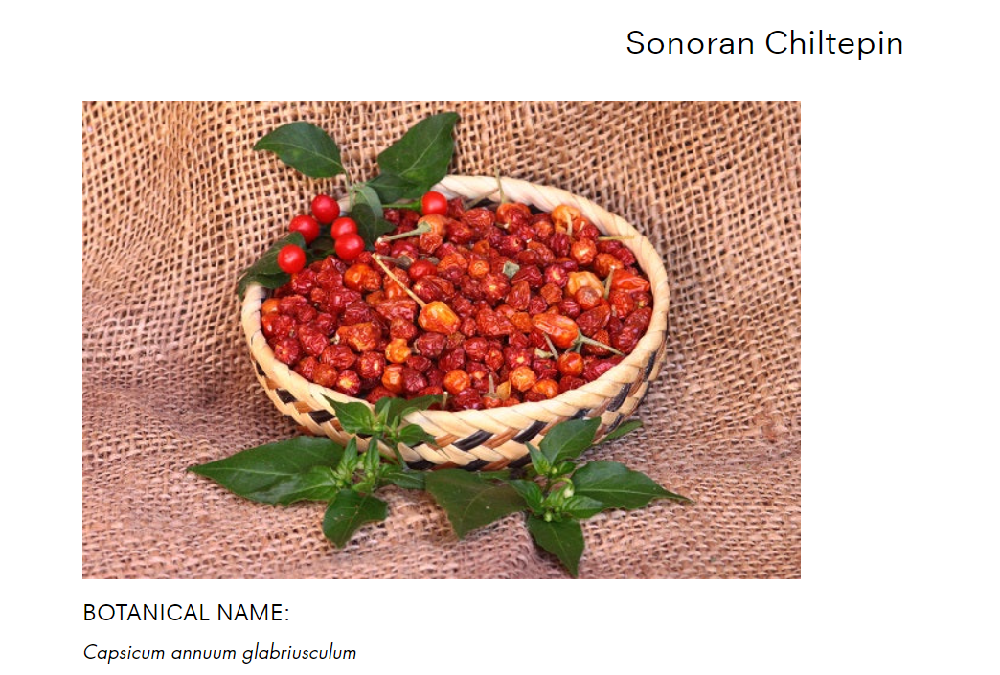 Sonoran Chiltepin
BOTANICAL NAME:
Capsicum annuum glabriusculum